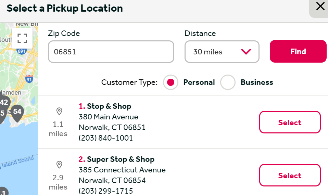 Select a Pickup Location
Zip Code
Distance
06851
30 miles
Find
Customer Type:
Personal
Business
42
54
1.1
miles
1. Stop & Shop
380 Main Avenue
Norwalk, CT 06851
(203) 840-1001
Select
2.9
miles
2. Super Stop & Shop
385 Connecticut Avenue
Norwalk, CT 06854
(203) 299-1715
Select